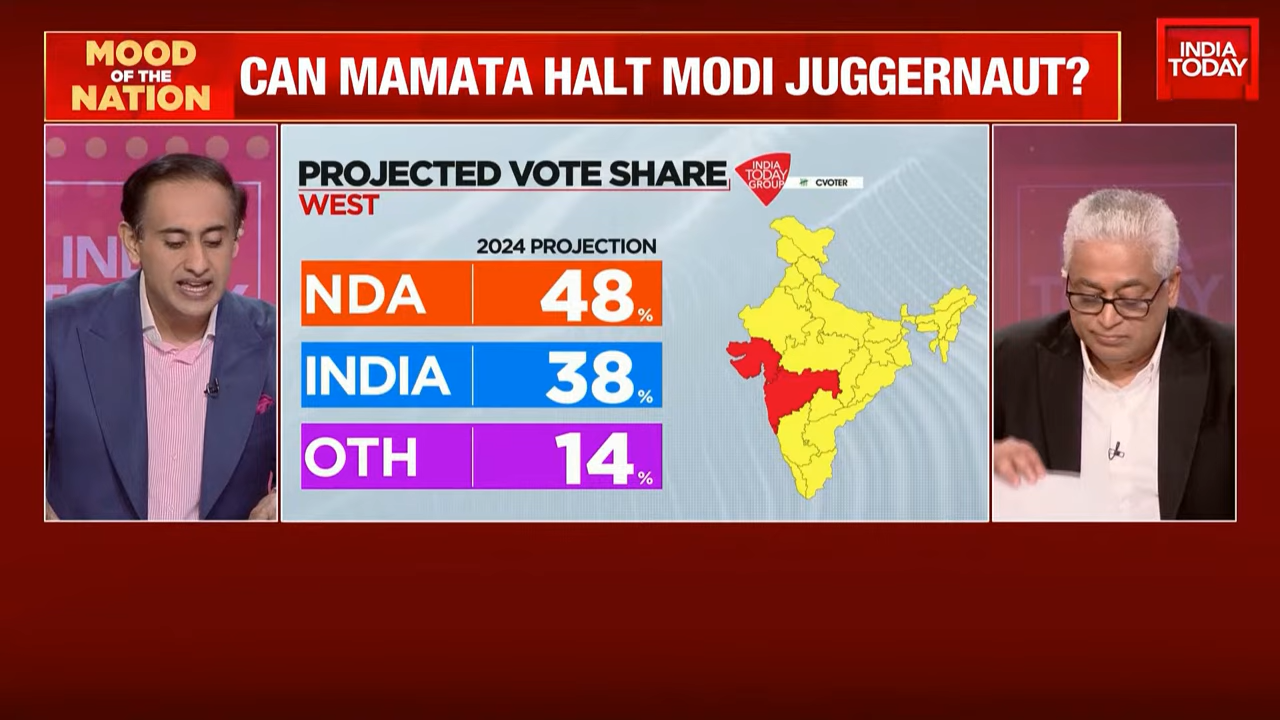 MOOD
OF THE
NATION
CAN MAMATA HALT MODI JUGGERNAUT?
INDIA
TODAY
PROJECTED VOTE SHARE
WEST
INDIA
TODAY
GROUP
CVOTER
2024 PROJECTION
NDA 48%
INDIA 38%
OTH 14%